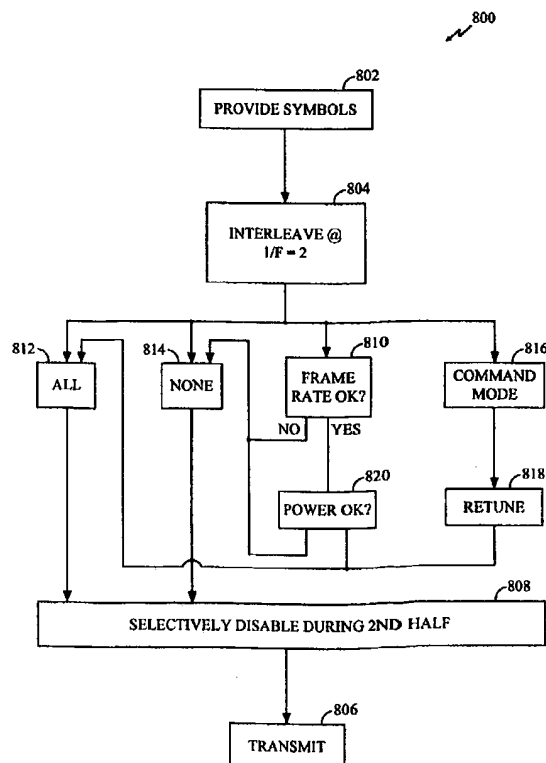 800
802
PROVIDE SYMBOLS
804
INTERLEAVE @
1/F = 2
812
ALL
814
NONE
810
FRAME
RATE OK?
816
COMMAND
MODE
NO
YES
820
POWER OK?
818
RETUNE
808
SELECTIVELY DISABLE DURING 2ND HALF
806
TRANSMIT